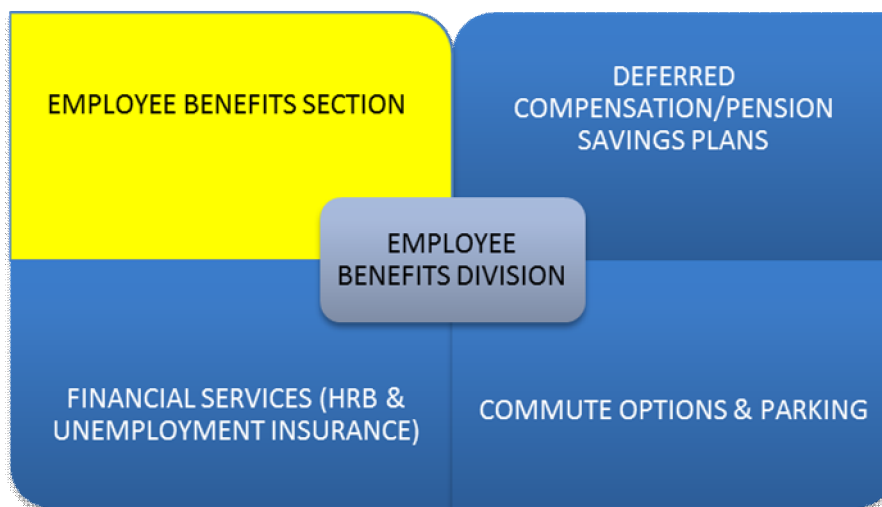 EMPLOYEE BENEFITS SECTION
DEFERRED
COMPENSATION/PENSION
SAVINGS PLANS
EMPLOYEE
BENEFITS DIVISION
FINANCIAL SERVICES (HRB &
UNEMPLOYMENT INSURANCE)
COMMUTE OPTIONS & PARKING